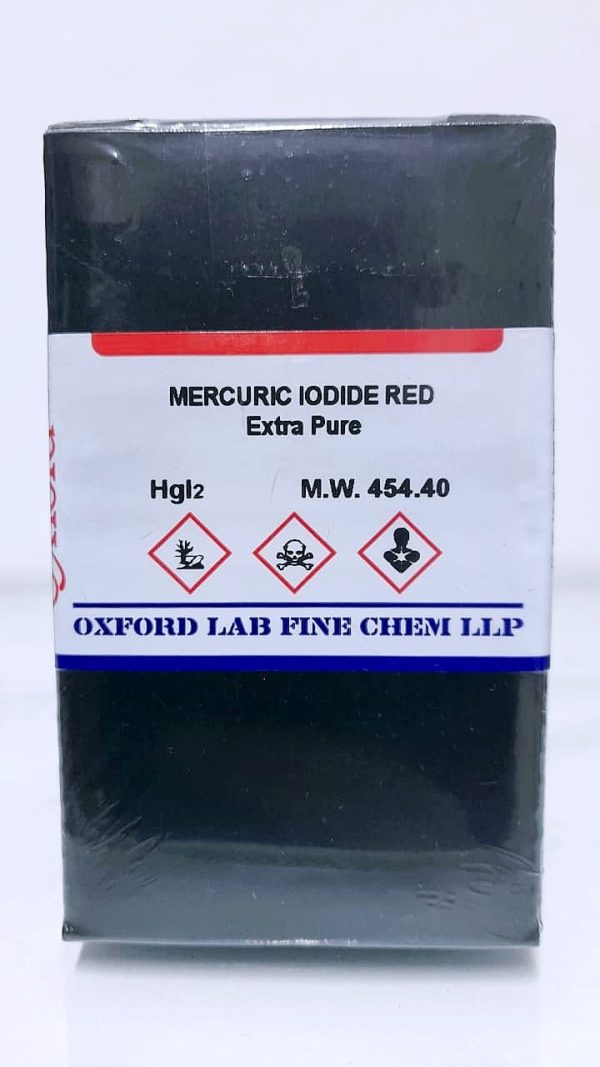 MERCURIC IODIDE RED
Extra Pure
HgI2 M.W. 454.40
OXFORD LAB FINE CHEM LLP